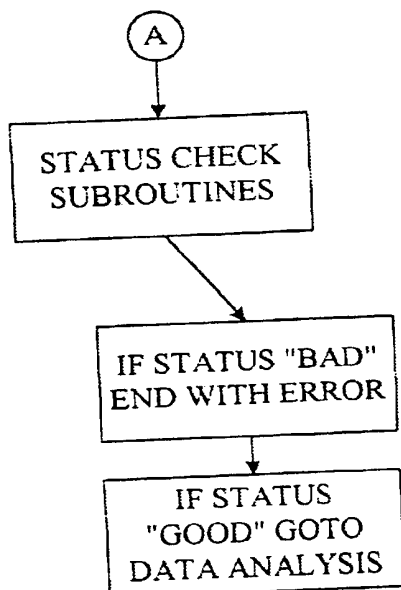 A
STATUS CHECK
SUBROUTINES
IF STATUS "BAD"
END WITH ERROR
IF STATUS
"GOOD" GOTO
DATA ANALYSIS